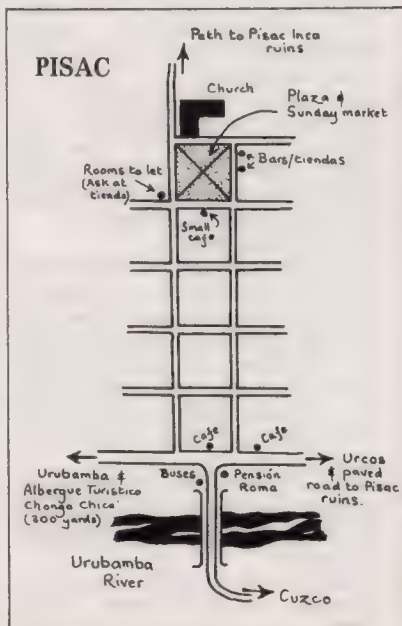 Path to Pisac Inca
ruins
PISAC
Church
Plaza &
Sunday market
Bars/tiendas
Rooms to let
(Ask at
tienda)
Small
cafe
Cafe
Cafe
Urubamba &
Albergue Turistico
Chongo Chica
(300 yards)
Buses
Pensión
Roma
Urcos
& paved
road to Pisac
ruins.
Urubamba
River
Cuzco